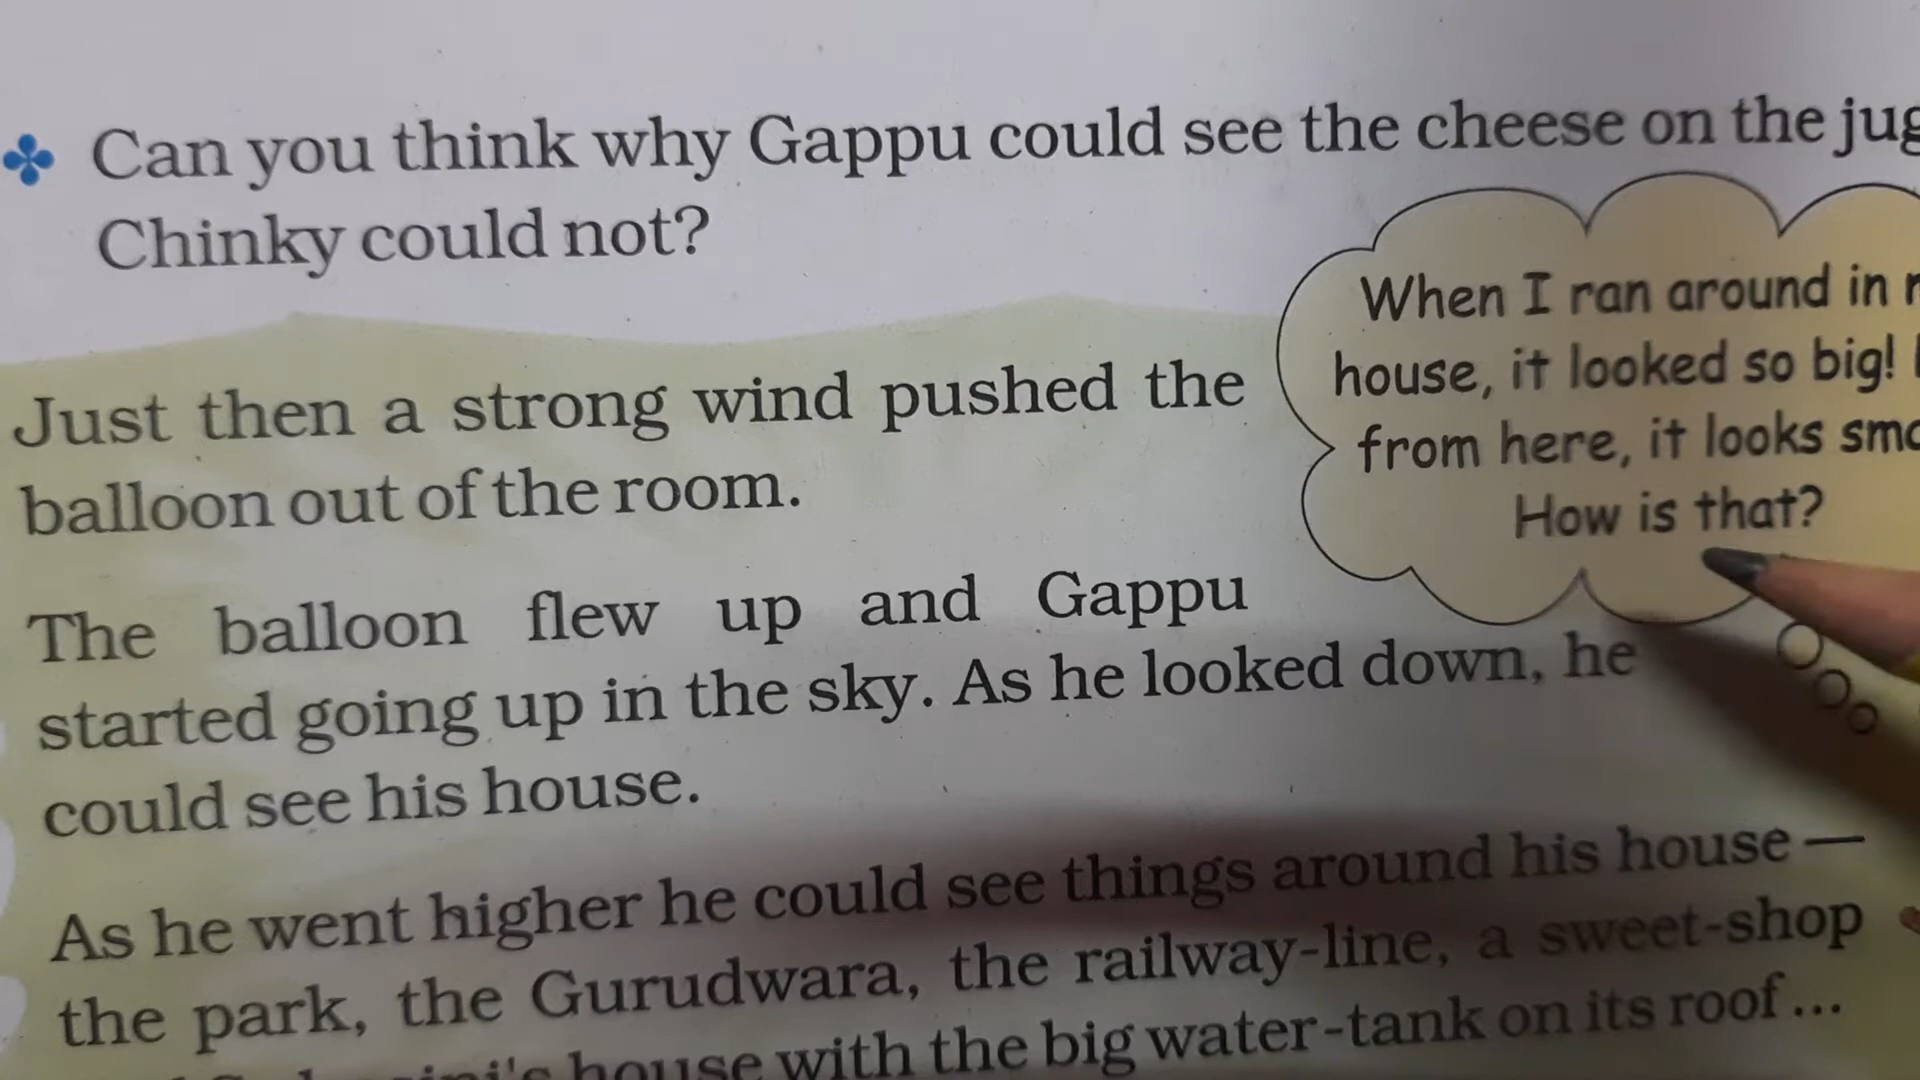 Can you think why Gappu could see the cheese on the jug
Chinky could not?
When I ran around in
house, it looked so big!
from here, it looks
How is that?
Just then a strong wind pushed the
balloon out of the room.
The balloon flew up and Gappu
started going up in the sky. As he looked down, he
could see his house.
As he went higher he could see things around his house —
the park, the Gurudwara, the railway-line, a sweet-shop
house with the big water-tank on its roof...